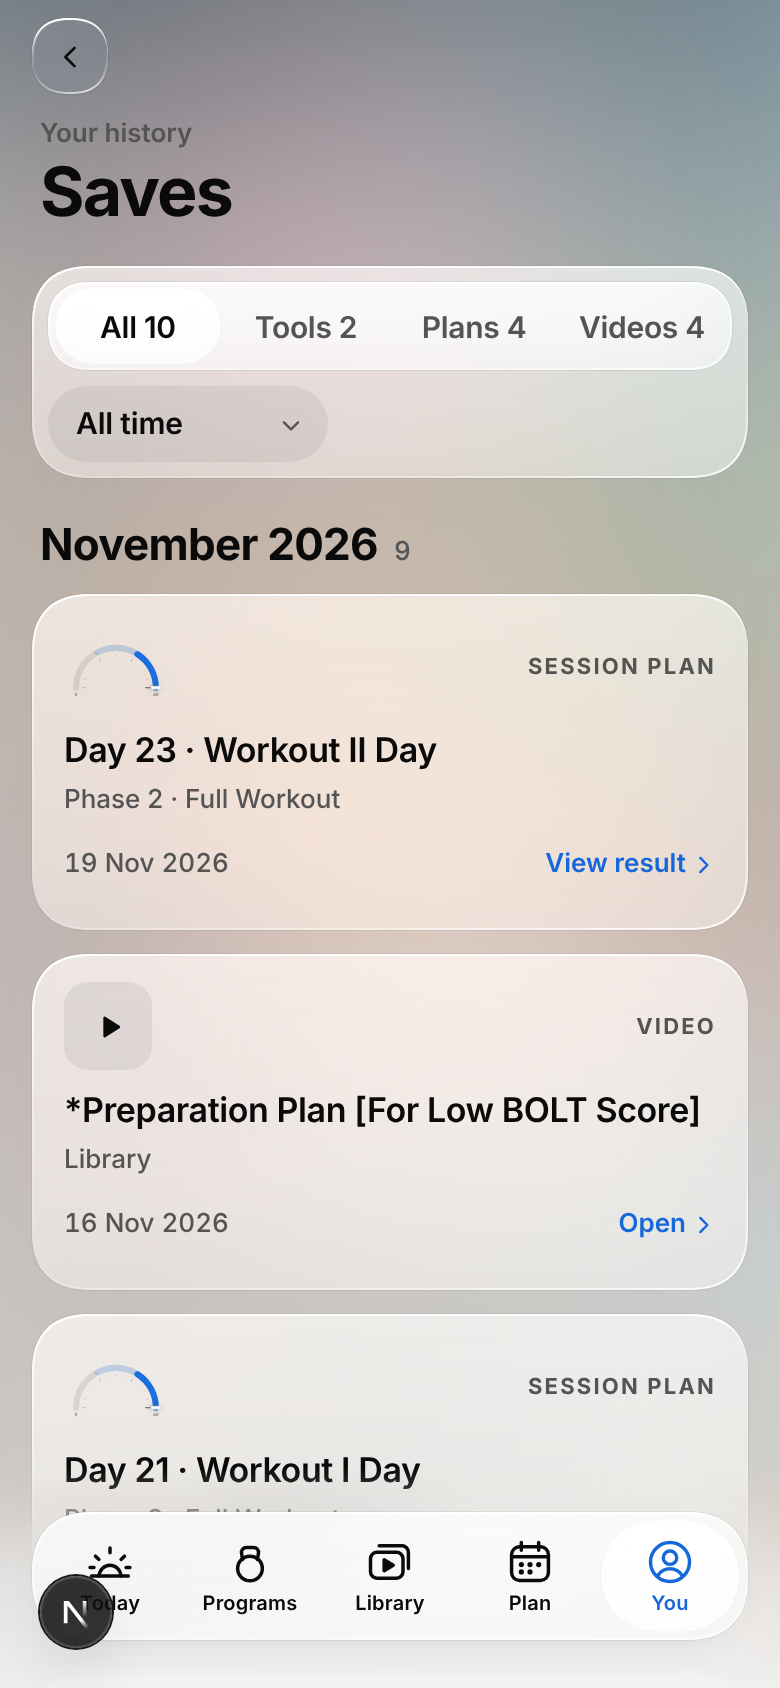 Your history
Saves
All 10 Tools 2 Plans 4 Videos 4
All time
November 2026 9
SESSION PLAN
Day 23 · Workout II Day
Phase 2 · Full Workout
19 Nov 2026 View result
VIDEO
*Preparation Plan [For Low BOLT Score]
Library
16 Nov 2026 Open
SESSION PLAN
Day 21 · Workout I Day
Today Programs Library Plan You
N